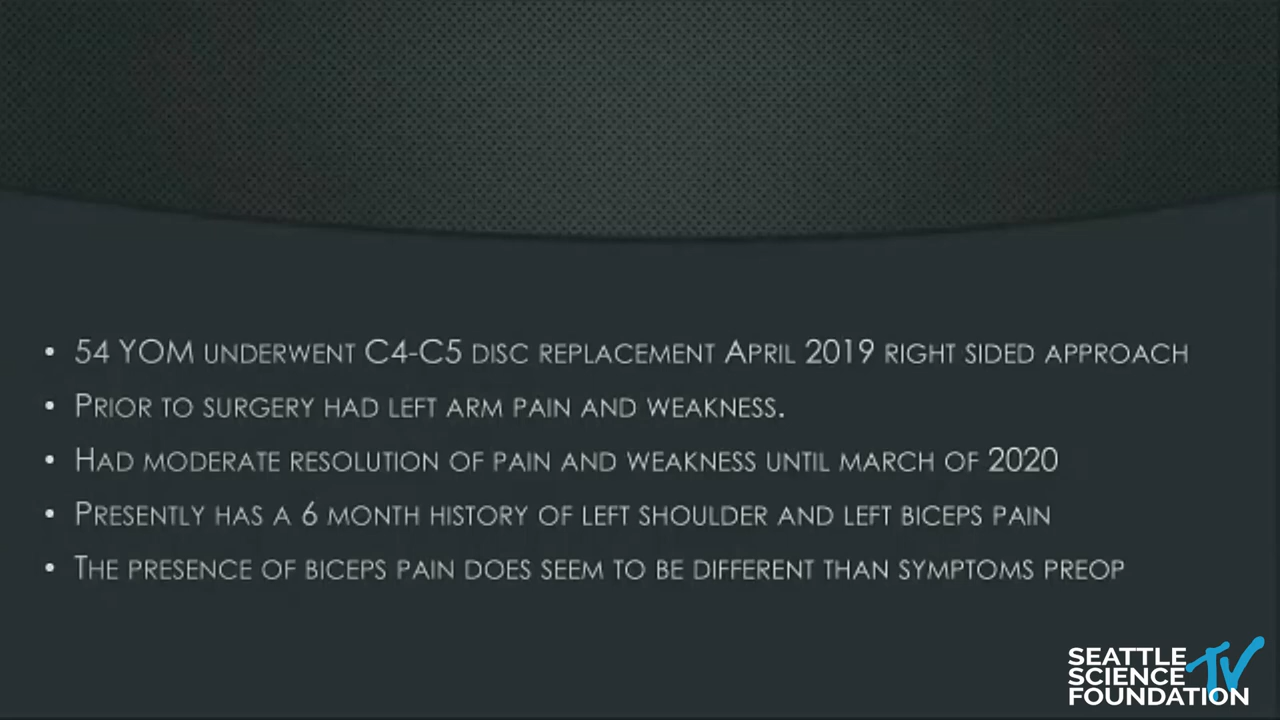 • 54 YOM underwent C4-C5 disc replacement April 2019 right sided approach
• Prior to surgery had left arm pain and weakness.
• Had moderate resolution of pain and weakness until march of 2020
• Presently has a 6 month history of left shoulder and left biceps pain
• The presence of biceps pain does seem to be different than symptoms preop
SEATTLE
SCIENCE TV
FOUNDATION